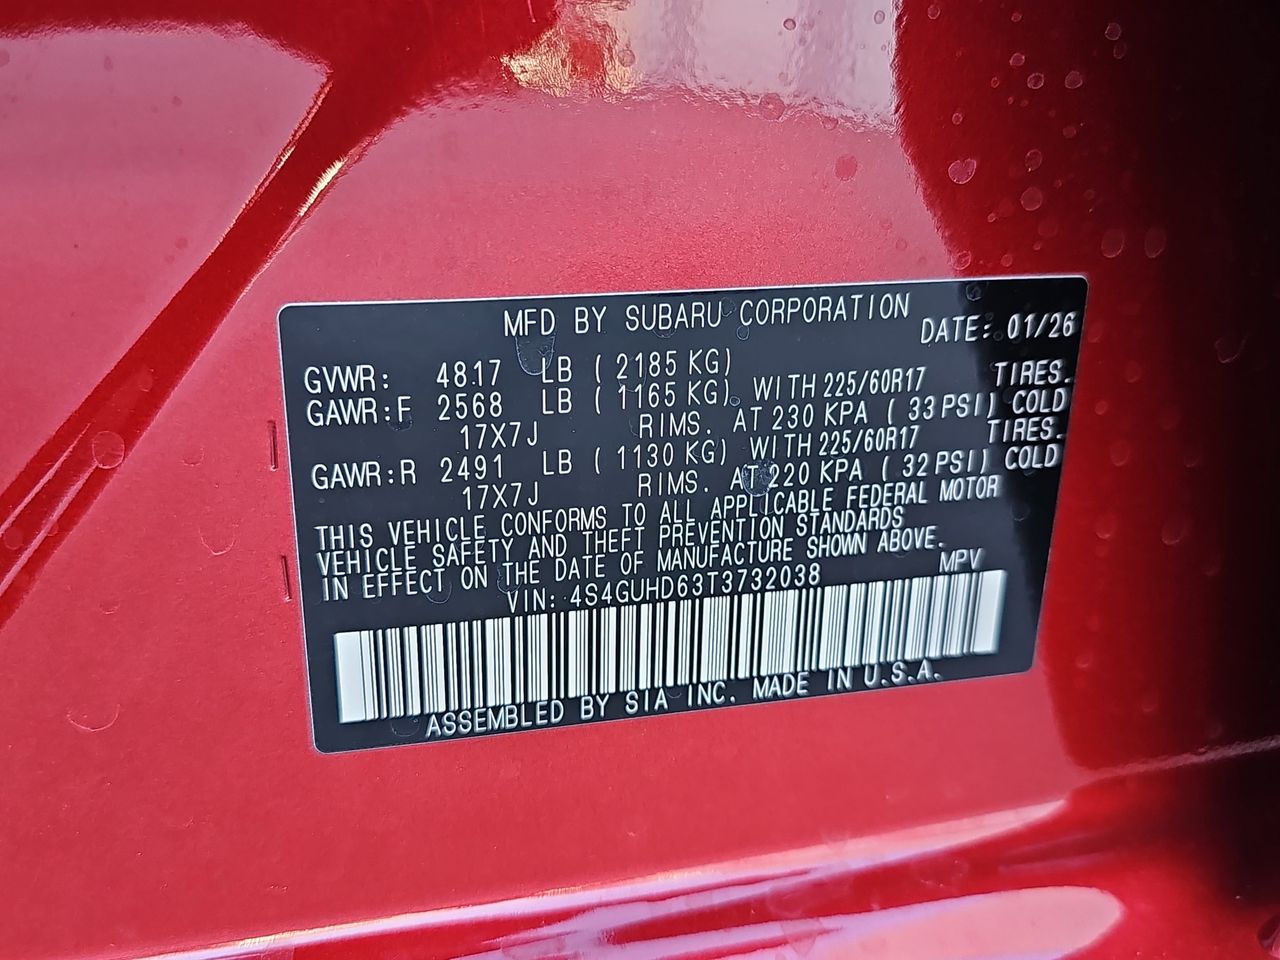 MFD BY SUBARU CORPORATION DATE: 01/26
GVWR: 4817 LB ( 2185 KG)
GAWR:F 2568 LB ( 1165 KG) WITH 225/60R17 TIRES.
17X7J RIMS. AT 230 KPA ( 33 PSI) COLD
GAWR:R 2491 LB ( 1130 KG) WITH 225/60R17 TIRES.
17X7J RIMS. AT 220 KPA ( 32 PSI) COLD
THIS VEHICLE CONFORMS TO ALL APPLICABLE FEDERAL MOTOR
VEHICLE SAFETY AND THEFT PREVENTION STANDARDS
IN EFFECT ON THE DATE OF MANUFACTURE SHOWN ABOVE.
VIN: 4S4GUHD63T3732038 MPV
ASSEMBLED BY SIA INC. MADE IN U.S.A.